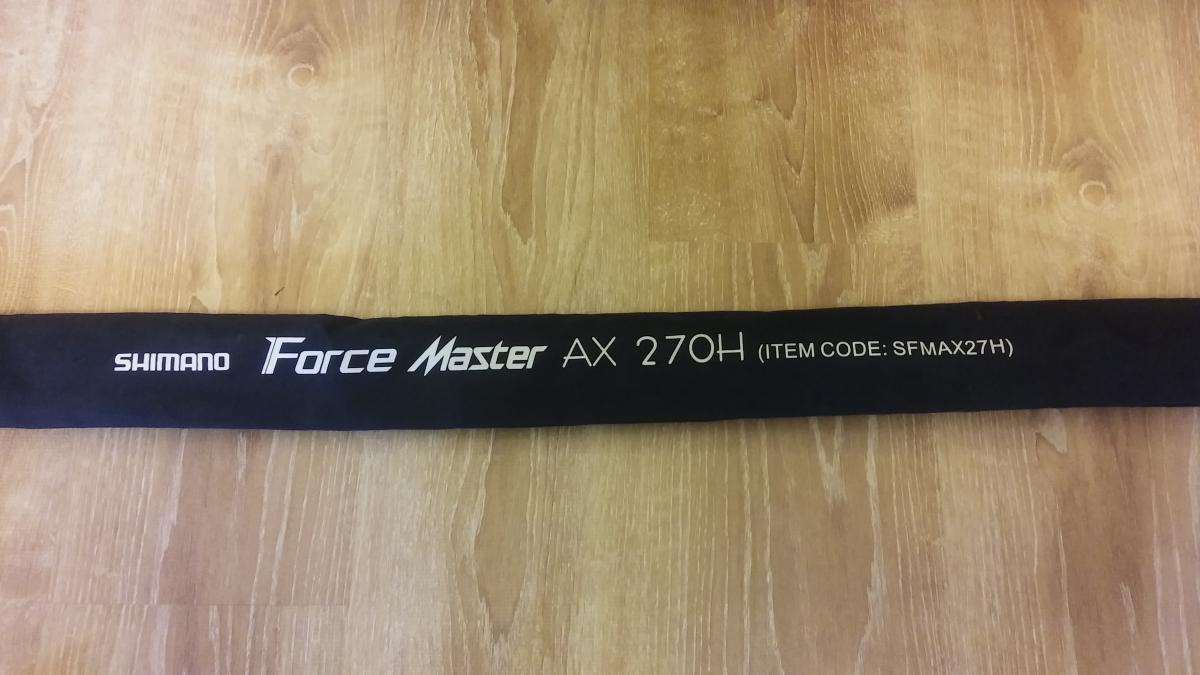 SHIMANO Force Master AX 270H (ITEM CODE: SFMAX27H)